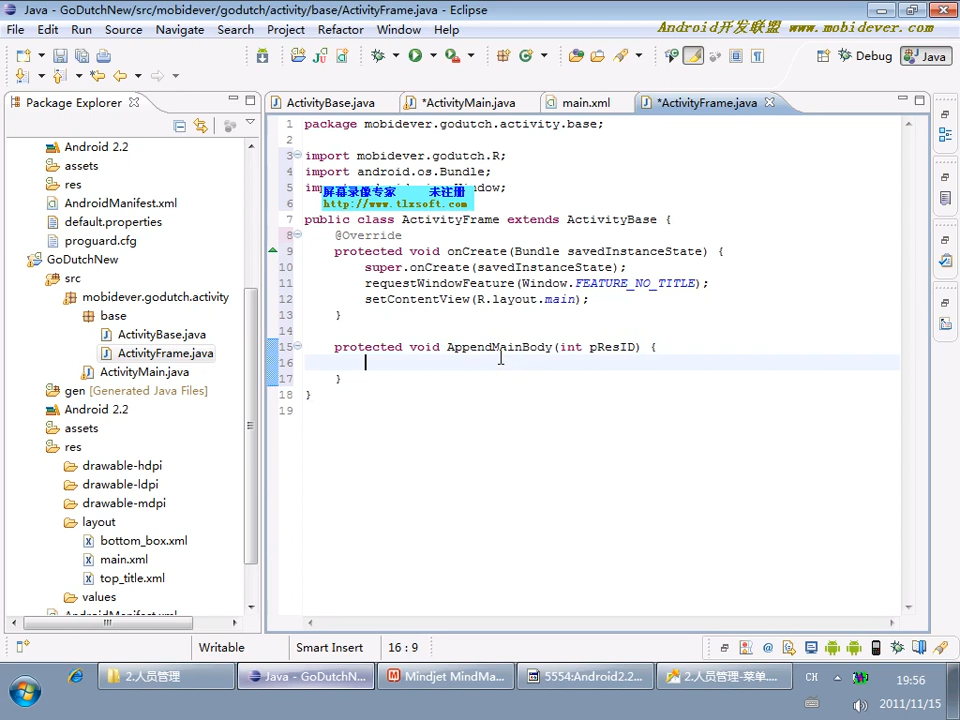 Java - GoDutchNew/src/mobidever/godutch/activity/base/ActivityFrame.java - Eclipse
File Edit Run Source Navigate Search Project Refactor Window Help
Android开发联盟 www.mobidever.com
Debug Java
Package Explorer
ActivityBase.java *ActivityMain.java main.xml *ActivityFrame.java
Android 2.2
assets
res
AndroidManifest.xml
default.properties
proguard.cfg
GoDutchNew
src
mobidever.godutch.activity
base
ActivityBase.java
ActivityFrame.java
ActivityMain.java
gen [Generated Java Files]
Android 2.2
assets
res
drawable-hdpi
drawable-ldpi
drawable-mdpi
layout
bottom_box.xml
main.xml
top_title.xml
values
1 package mobidever.godutch.activity.base;
2
3 import mobidever.godutch.R;
4 import android.os.Bundle;
5 ndow;
屏幕录像专家 未注册
http://www.tlxsoft.com
6
7 public class ActivityFrame extends ActivityBase {
8 @Override
9 protected void onCreate(Bundle savedInstanceState) {
10 super.onCreate(savedInstanceState);
11 requestWindowFeature(Window.FEATURE_NO_TITLE);
12 setContentView(R.layout.main);
13 }
14
15 protected void AppendMainBody(int pResID) {
16
17 }
18 }
19
Writable Smart Insert 16 : 9
2.人员管理 Java - GoDutchN... Mindjet MindMa... 5554:Android2.2... 2.人员管理-菜单.... CH 19:56
2011/11/15